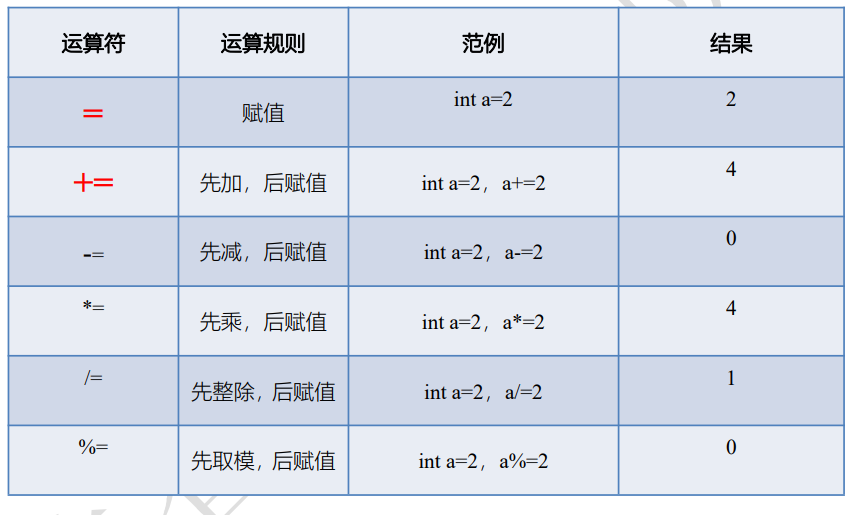 运算符 运算规则 范例 结果
= 赋值 int a=2 2
+= 先加，后赋值 int a=2，a+=2 4
-= 先减，后赋值 int a=2，a-=2 0
*= 先乘，后赋值 int a=2，a*=2 4
/= 先整除，后赋值 int a=2，a/=2 1
%= 先取模，后赋值 int a=2，a%=2 0